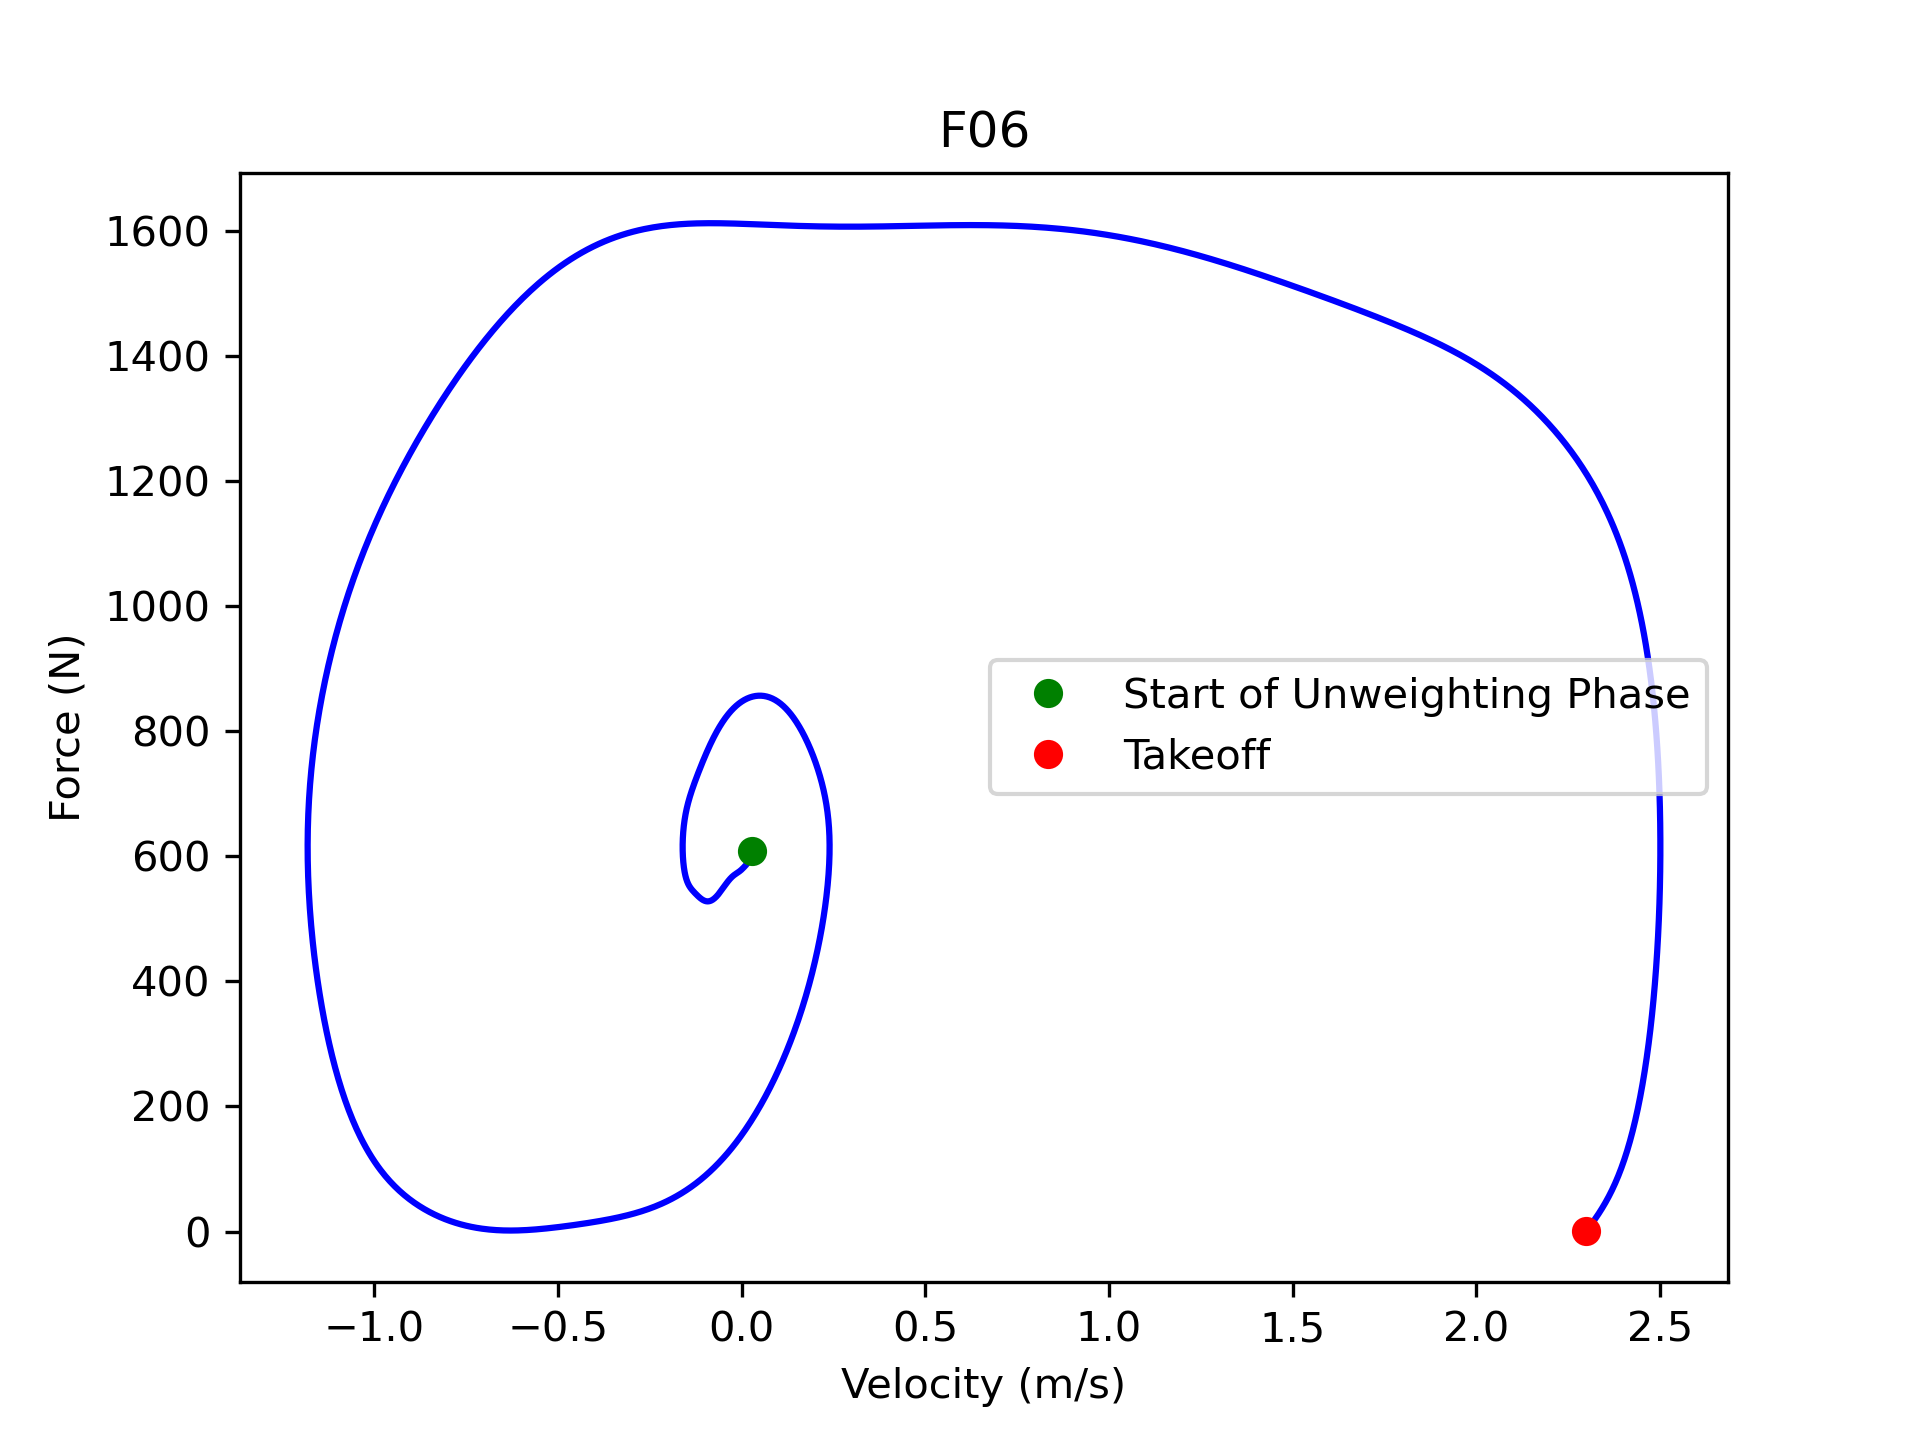 F06
1600
1400
1200
1000
800
600
400
200
0
Force (N)
Start of Unweighting Phase
Takeoff
−1.0 −0.5 0.0 0.5 1.0 1.5 2.0 2.5
Velocity (m/s)